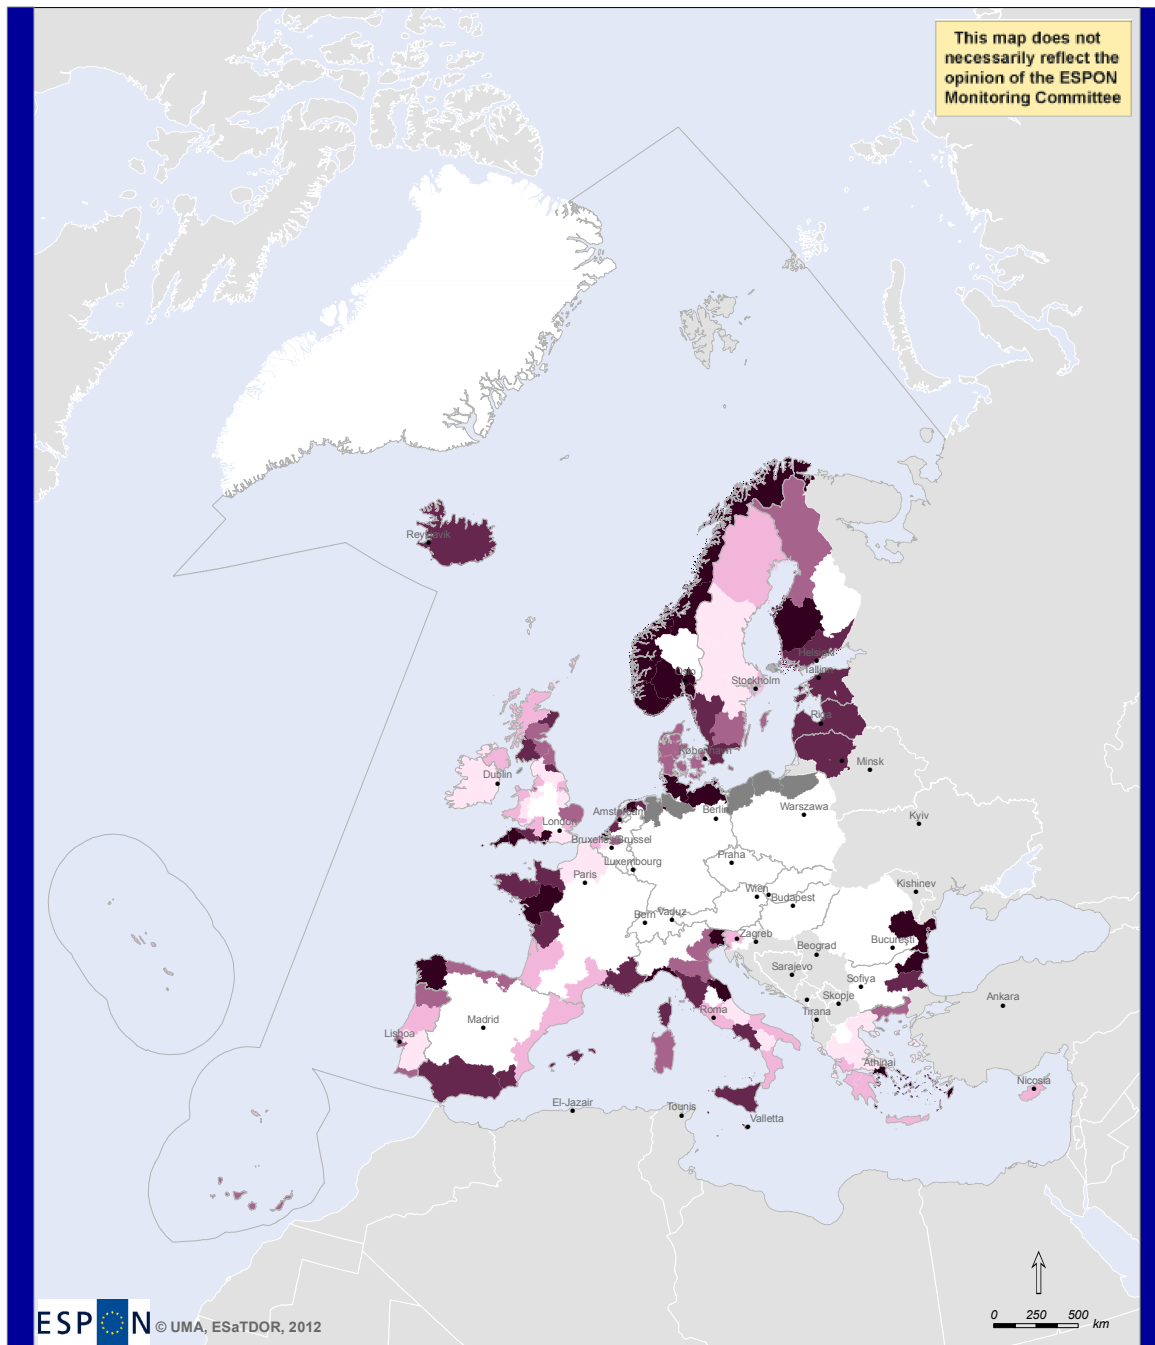 This map does not
necessarily reflect the
opinion of the ESPON
Monitoring Committee
Reykjavik
Helsinki
Tallinn
Oslo
Stockholm
Riga
København
Minsk
Dublin
Amsterdam
Berlin
Warszawa
London
Kyiv
Bruxelles/Brussel
Luxembourg
Praha
Paris
Kishinev
Wien
Budapest
Bern
Vaduz
Zagreb
Beograd
București
Sarajevo
Sofiya
Skopje
Ankara
Roma
Tirana
Madrid
Lisboa
Athinai
Nicosia
El-Jazair
Tounis
Valletta
0 250 500
km
ESPON © UMA, ESaTDOR, 2012